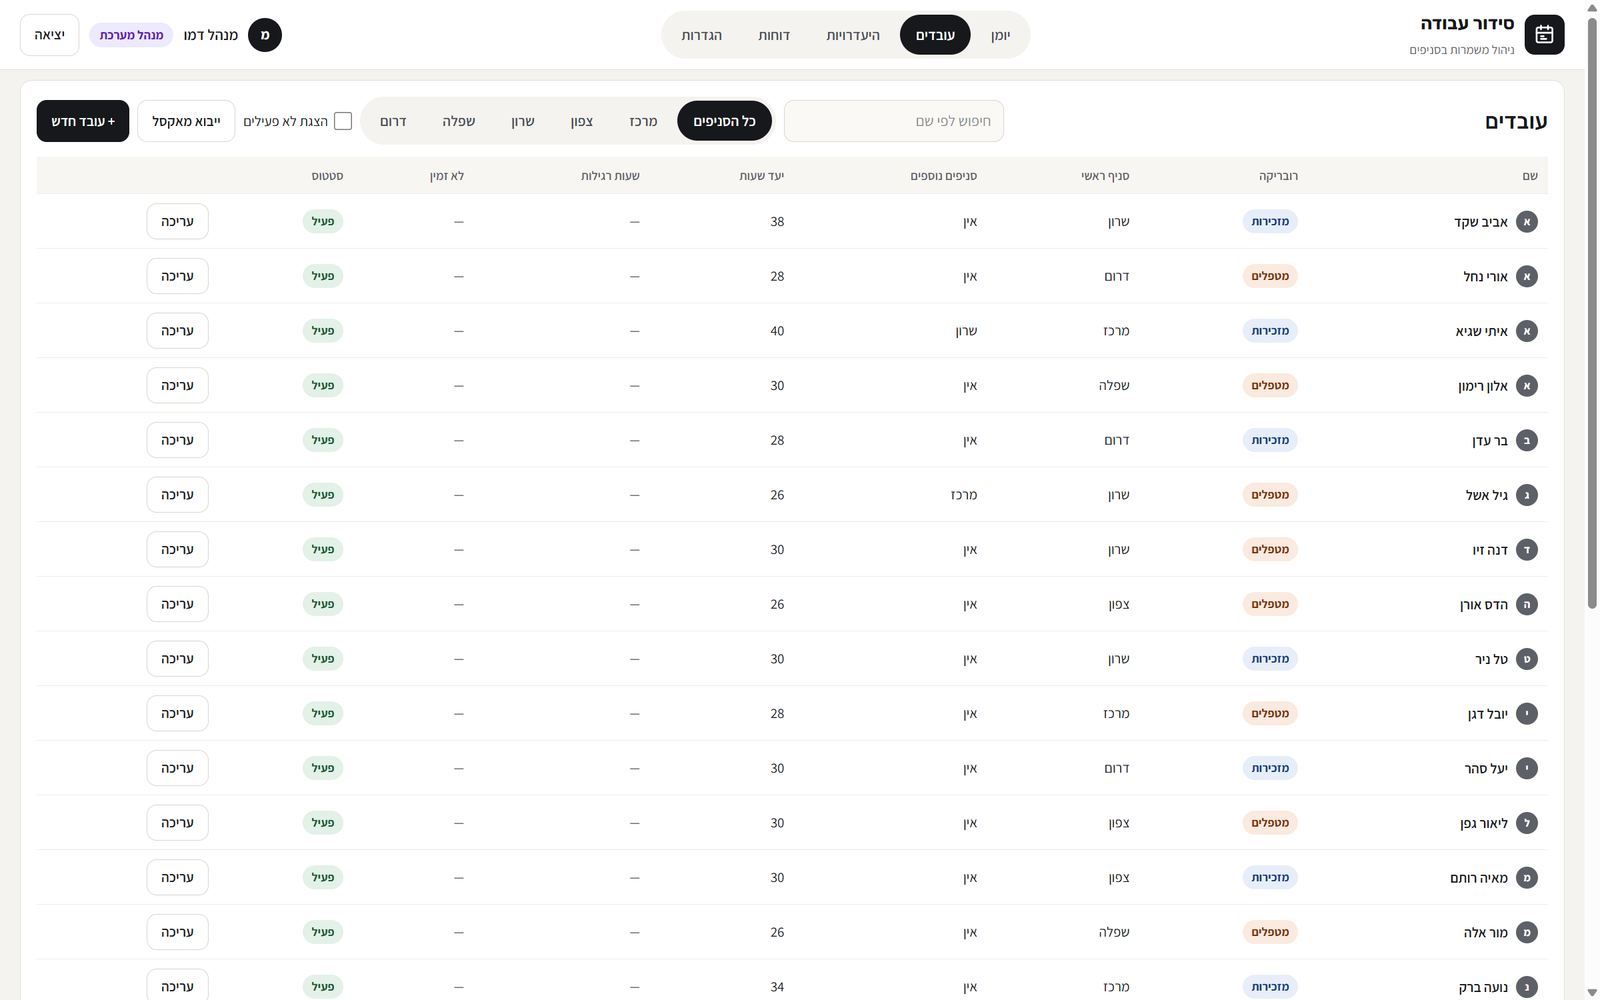 סידור עבודה
ניהול משמרות בסניפים
יומן עובדים היעדרויות דוחות הגדרות
מ מנהל דמו מנהל מערכת יציאה
עובדים
חיפוש לפי שם
כל הסניפים מרכז צפון שרון שפלה דרום
הצגת לא פעילים
ייבוא מאקסל
+ עובד חדש
שם רובריקה סניף ראשי סניפים נוספים יעד שעות שעות רגילות לא זמין סטטוס
א אביב שקד מזכירות שרון אין 38 — — פעיל עריכה
א אורי נחל מטפלים דרום אין 28 — — פעיל עריכה
א איתי שגיא מזכירות מרכז שרון 40 — — פעיל עריכה
א אלון רימון מטפלים שפלה אין 30 — — פעיל עריכה
ב בר עדן מזכירות דרום אין 28 — — פעיל עריכה
ג גיל אשל מטפלים שרון מרכז 26 — — פעיל עריכה
ד דנה זיו מטפלים שרון אין 30 — — פעיל עריכה
ה הדס אורן מטפלים צפון אין 26 — — פעיל עריכה
ט טל ניר מזכירות שרון אין 30 — — פעיל עריכה
י יובל דגן מטפלים מרכז אין 28 — — פעיל עריכה
י יעל סהר מזכירות דרום אין 30 — — פעיל עריכה
ל ליאור גפן מטפלים צפון אין 30 — — פעיל עריכה
מ מאיה רותם מזכירות צפון אין 30 — — פעיל עריכה
מ מור אלה מטפלים שפלה אין 26 — — פעיל עריכה
נ נועה ברק מזכירות מרכז אין 34 — — פעיל עריכה